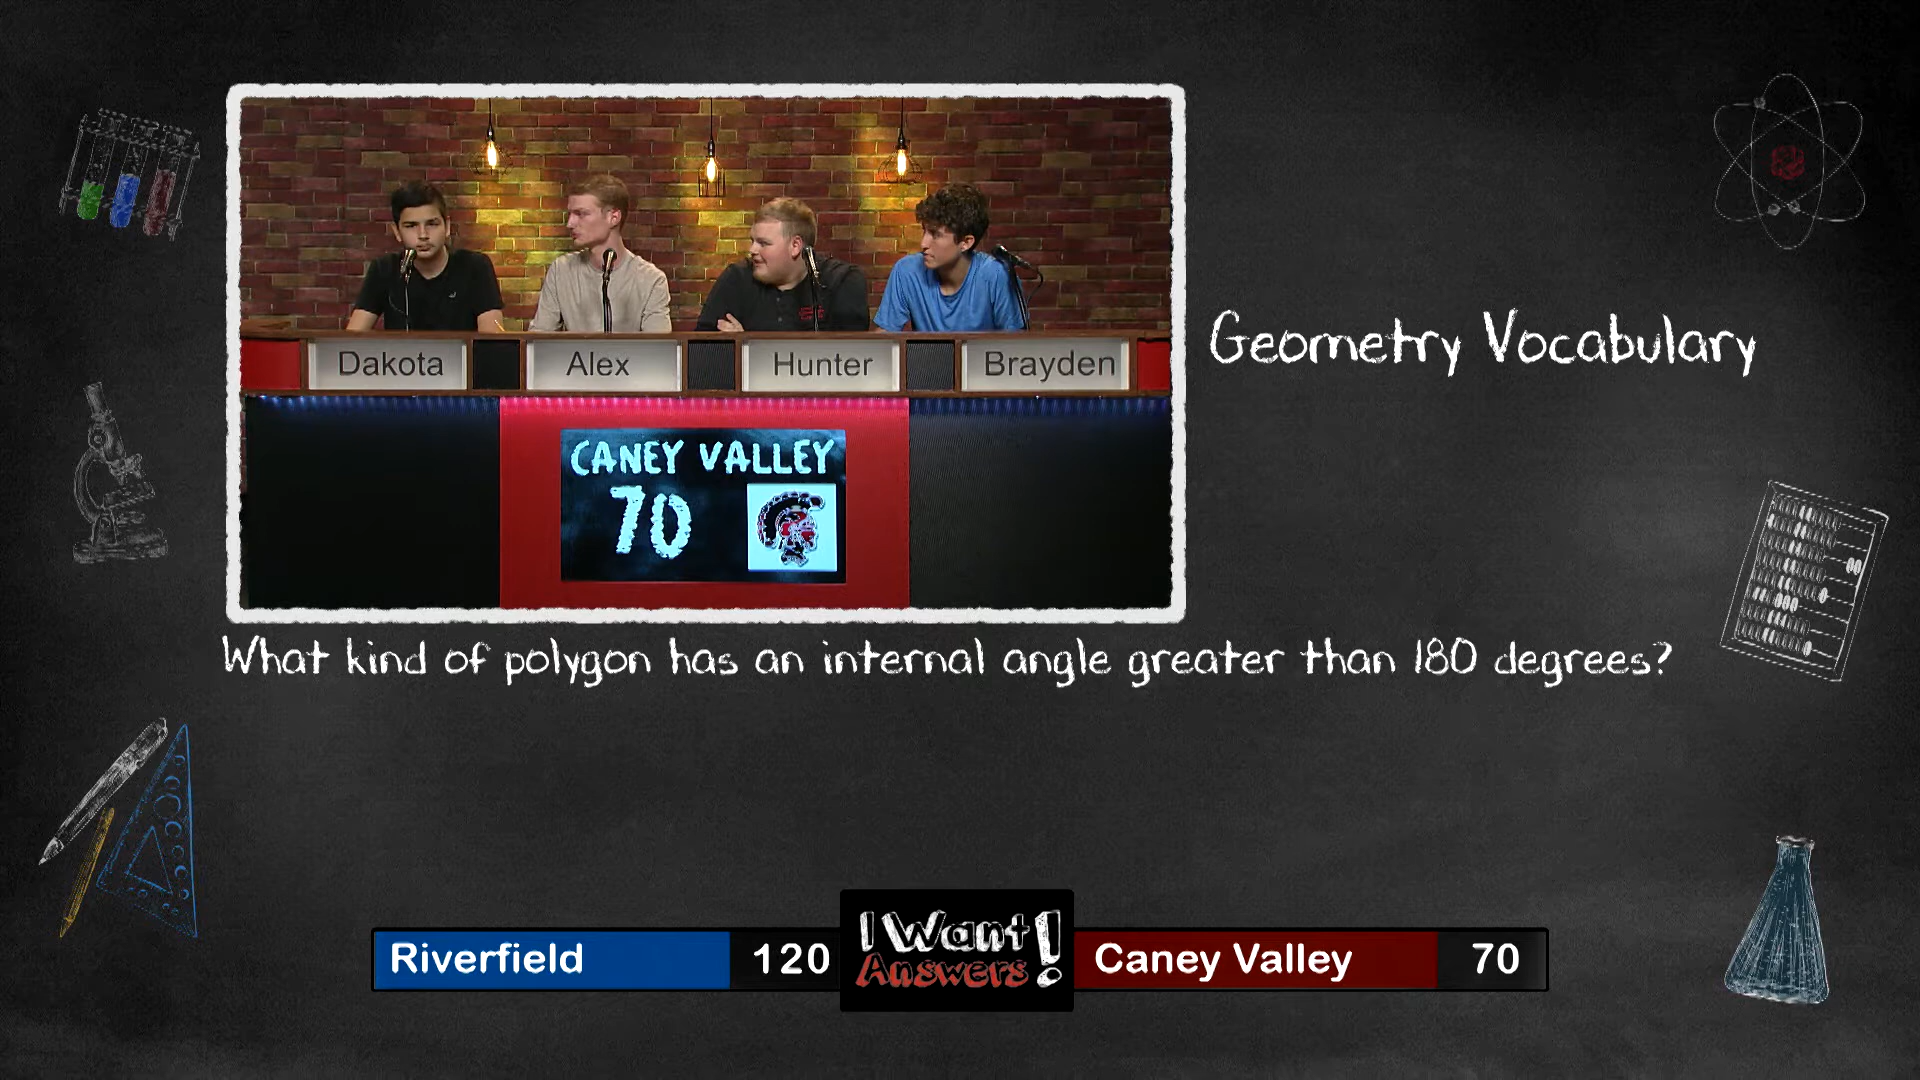 Dakota
Alex
Hunter
Brayden
CANEY VALLEY
70
Geometry Vocabulary
What kind of polygon has an internal angle greater than 180 degrees?
Riverfield 120
I Want
Answers!
Caney Valley 70